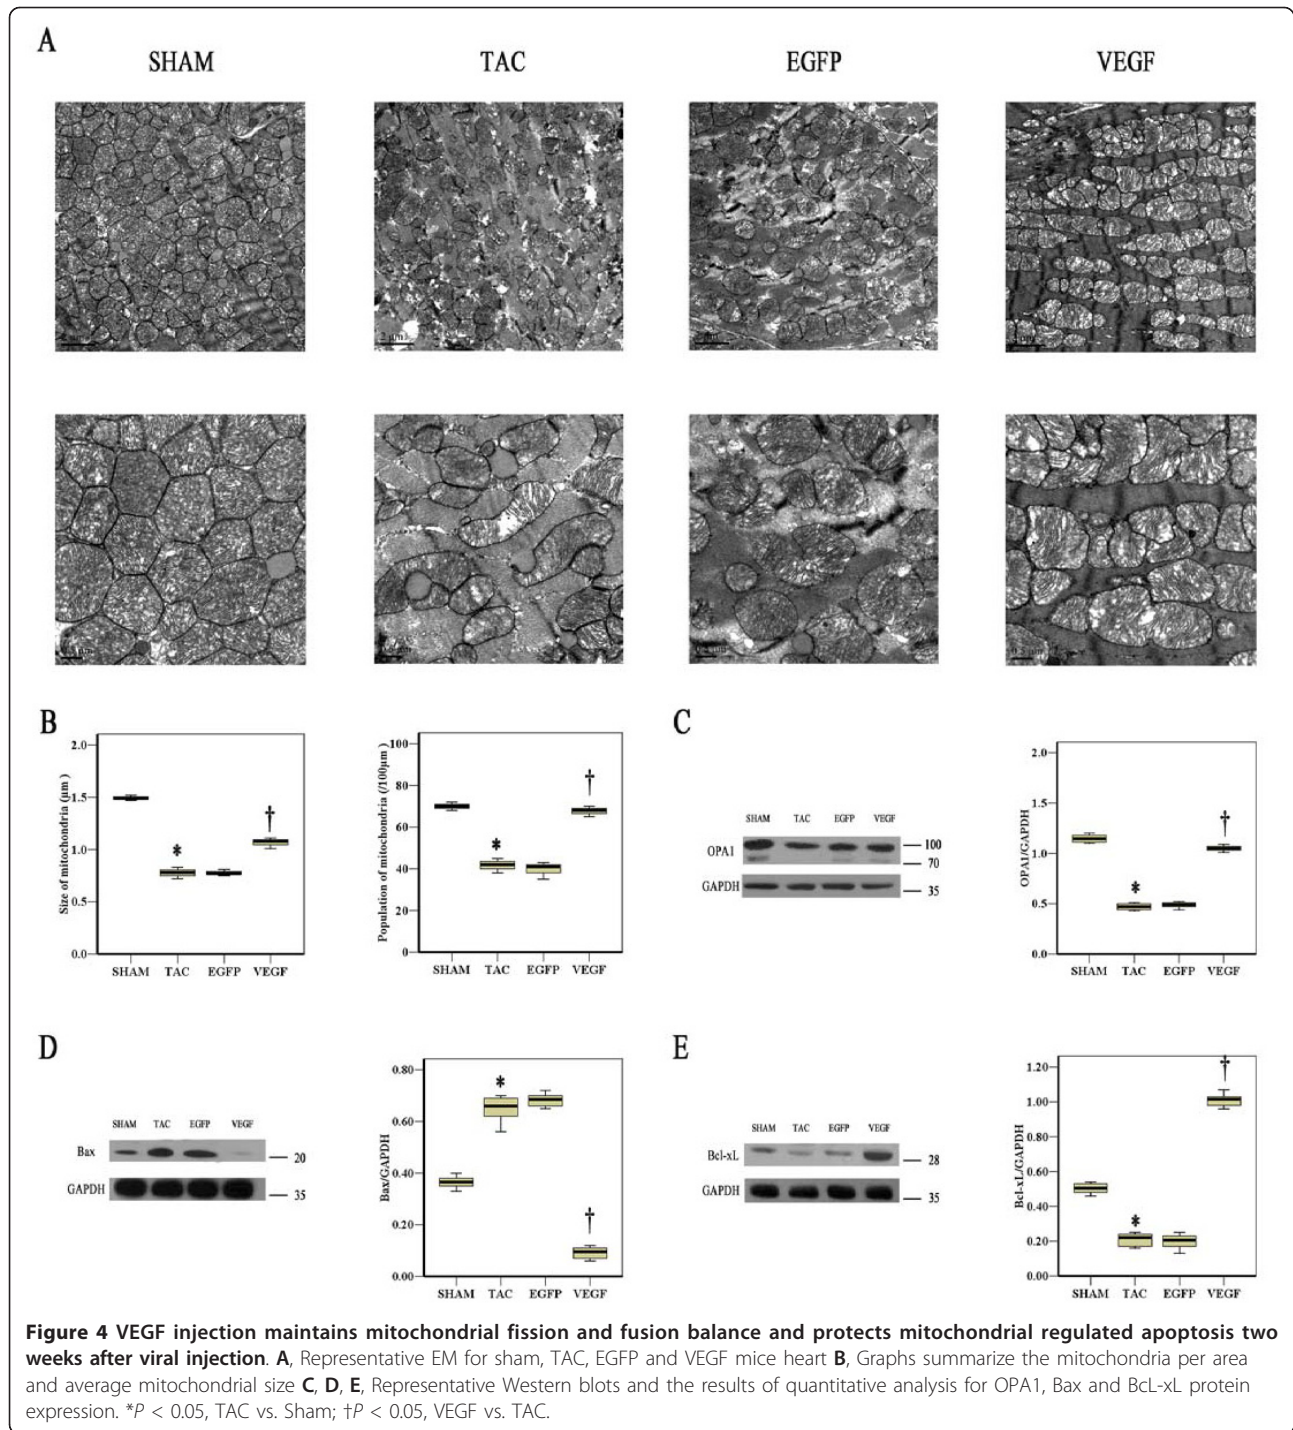 A
SHAM TAC EGFP VEGF
2 µm
B
Size of mitochondria (µm )
2.0
1.5
1.0
0.5
0.0
SHAM TAC EGFP VEGF
*
†
Population of mitochondria (/100µm )
100
80
60
40
20
0
SHAM TAC EGFP VEGF
*
†
C
SHAM TAC EGFP VEGF
OPA1
100
70
GAPDH
35
OPA1/GAPDH
2.0
1.5
1.0
0.5
0.0
SHAM TAC EGFP VEGF
*
†
D
SHAM TAC EGFP VEGF
Bax
20
GAPDH
35
Bax/GAPDH
0.80
0.60
0.40
0.20
0.00
SHAM TAC EGFP VEGF
*
†
E
SHAM TAC EGFP VEGF
Bcl-xL
28
GAPDH
35
Bcl-xL/GAPDH
1.20
1.00
0.80
0.60
0.40
0.20
0.00
SHAM TAC EGFP VEGF
*
†
Figure 4 VEGF injection maintains mitochondrial fission and fusion balance and protects mitochondrial regulated apoptosis two
weeks after viral injection. A, Representative EM for sham, TAC, EGFP and VEGF mice heart B, Graphs summarize the mitochondria per area
and average mitochondrial size C, D, E, Representative Western blots and the results of quantitative analysis for OPA1, Bax and BcL-xL protein
expression. *P < 0.05, TAC vs. Sham; †P < 0.05, VEGF vs. TAC.